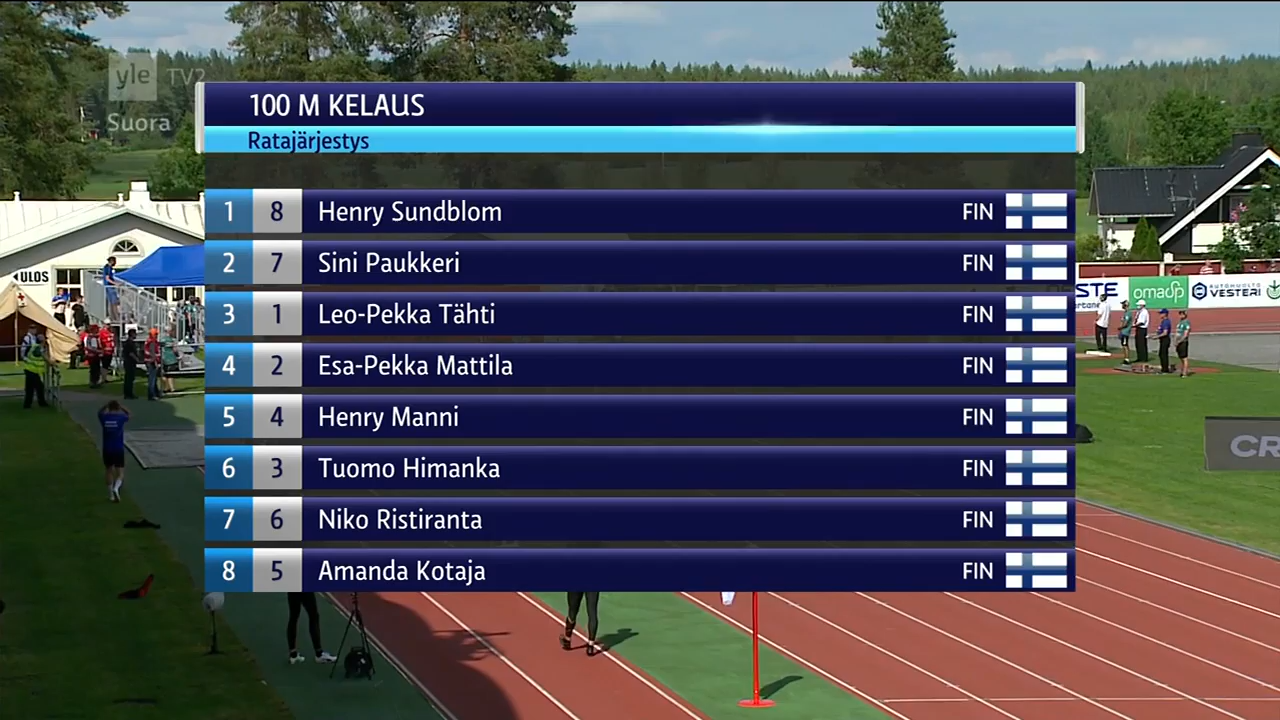 yle TV2
Suora
100 M KELAUS
Ratajärjestys
1 8 Henry Sundblom FIN
2 7 Sini Paukkeri FIN
3 1 Leo-Pekka Tähti FIN
4 2 Esa-Pekka Mattila FIN
5 4 Henry Manni FIN
6 3 Tuomo Himanka FIN
7 6 Niko Ristiranta FIN
8 5 Amanda Kotaja FIN
ULOS
STE
omasp
VESTERI
CR